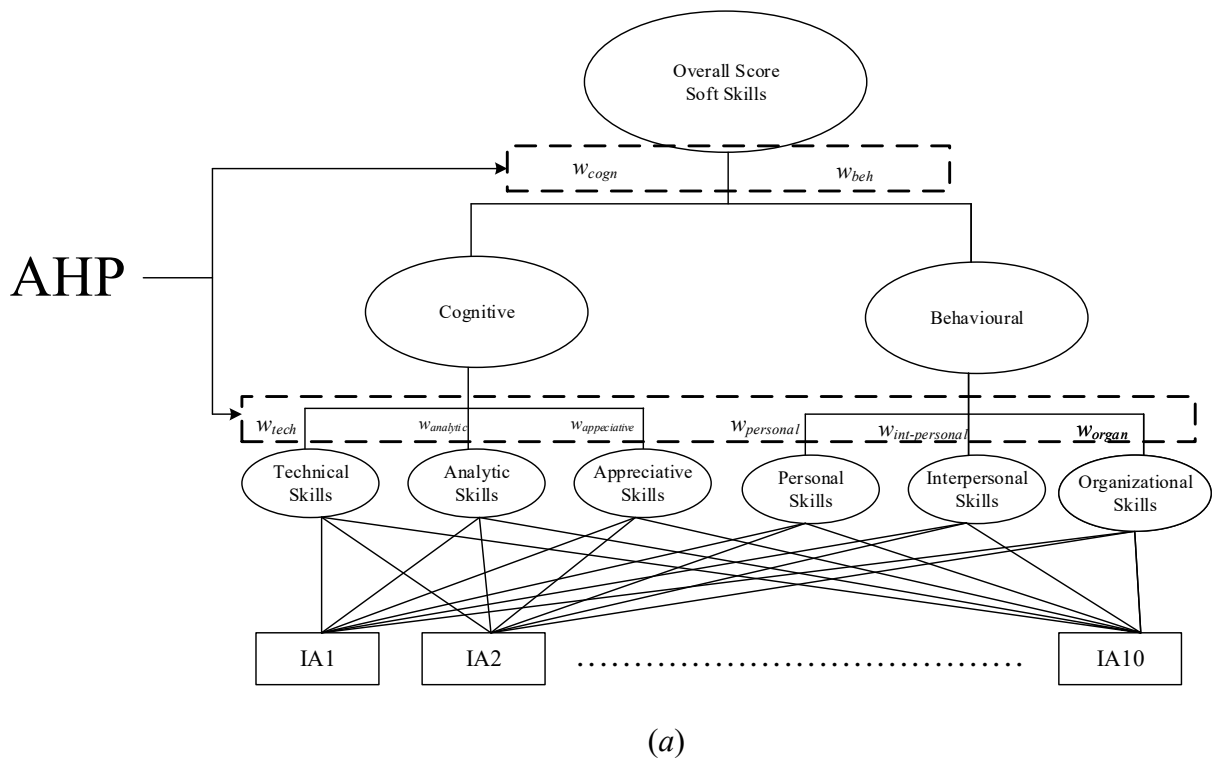 Overall Score
Soft Skills
w_cogn
w_beh
AHP
Cognitive
Behavioural
w_tech
w_analytic
w_appeciative
w_personal
w_int-personal
w_organ
Technical
Skills
Analytic
Skills
Appreciative
Skills
Personal
Skills
Interpersonal
Skills
Organizational
Skills
IA1
IA2
IA10
(a)